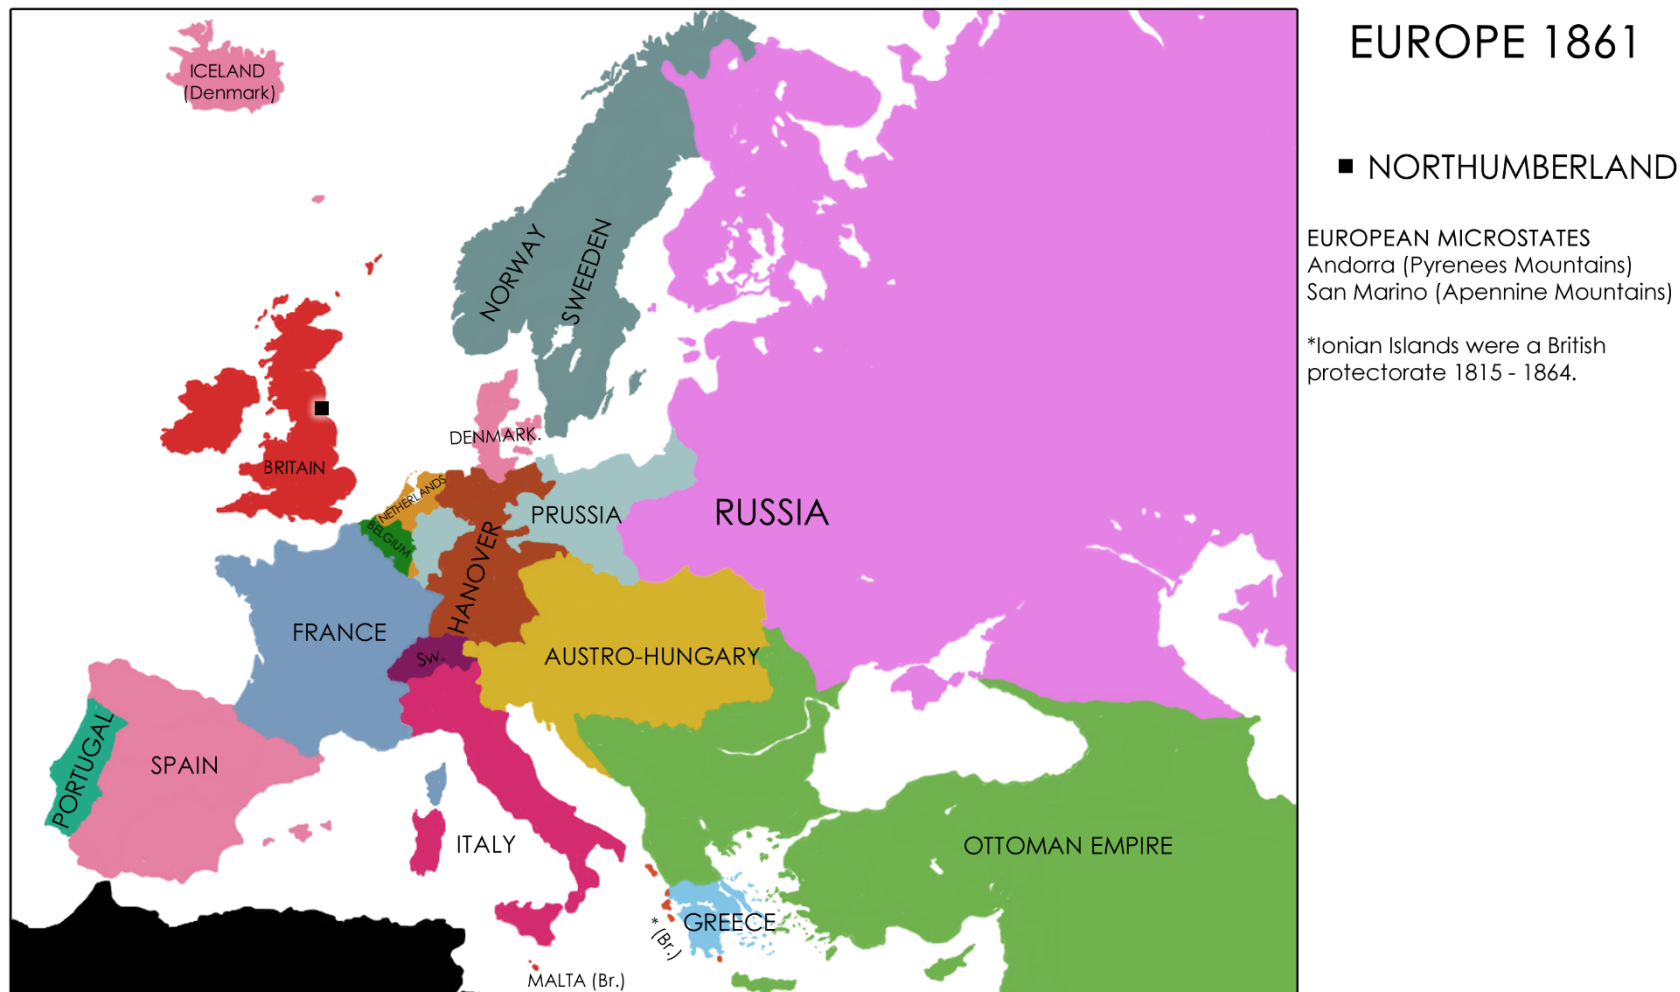 EUROPE 1861
NORTHUMBERLAND
EUROPEAN MICROSTATES
Andorra (Pyrenees Mountains)
San Marino (Apennine Mountains)
*Ionian Islands were a British
protectorate 1815 - 1864.
ICELAND
(Denmark)
NORWAY
SWEEDEN
DENMARK.
BRITAIN
NETHERLANDS
BELGIUM
HANOVER
PRUSSIA
RUSSIA
FRANCE
Sw.
AUSTRO-HUNGARY
PORTUGAL
SPAIN
ITALY
OTTOMAN EMPIRE
GREECE
*
(Br.)
MALTA (Br.)